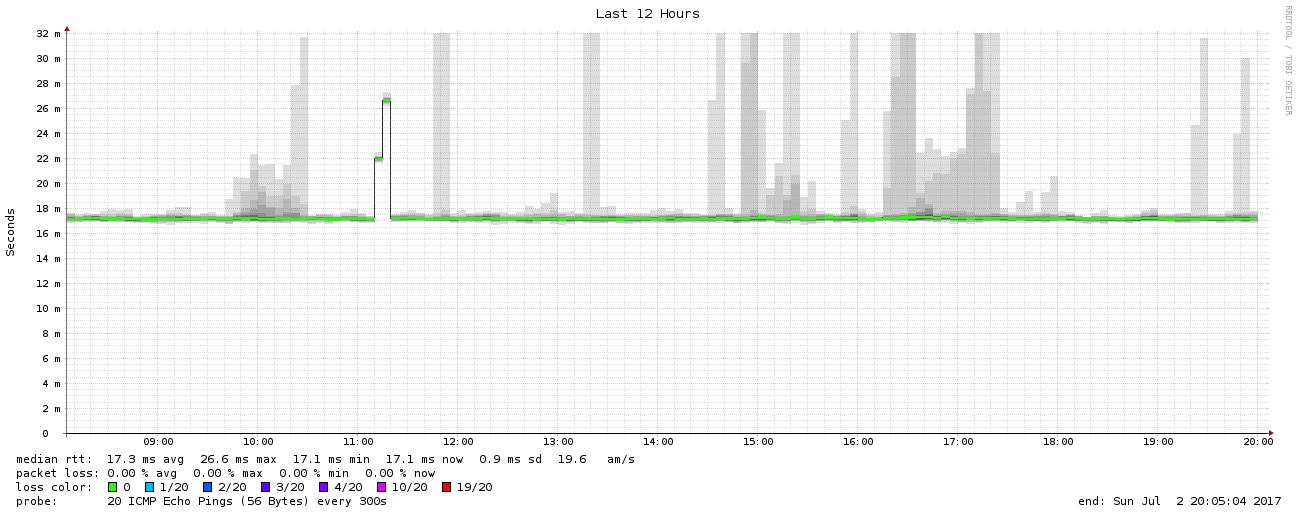 Last 12 Hours
RRDTOOL / TOBI OETIKER
Seconds
32 m
30 m
28 m
26 m
24 m
22 m
20 m
18 m
16 m
14 m
12 m
10 m
8 m
6 m
4 m
2 m
0
09:00 10:00 11:00 12:00 13:00 14:00 15:00 16:00 17:00 18:00 19:00 20:00
median rtt: 17.3 ms avg 26.6 ms max 17.1 ms min 17.1 ms now 0.9 ms sd 19.6 am/s
packet loss: 0.00 % avg 0.00 % max 0.00 % min 0.00 % now
loss color: 0 1/20 2/20 3/20 4/20 10/20 19/20
probe: 20 ICMP Echo Pings (56 Bytes) every 300s end: Sun Jul 2 20:05:04 2017